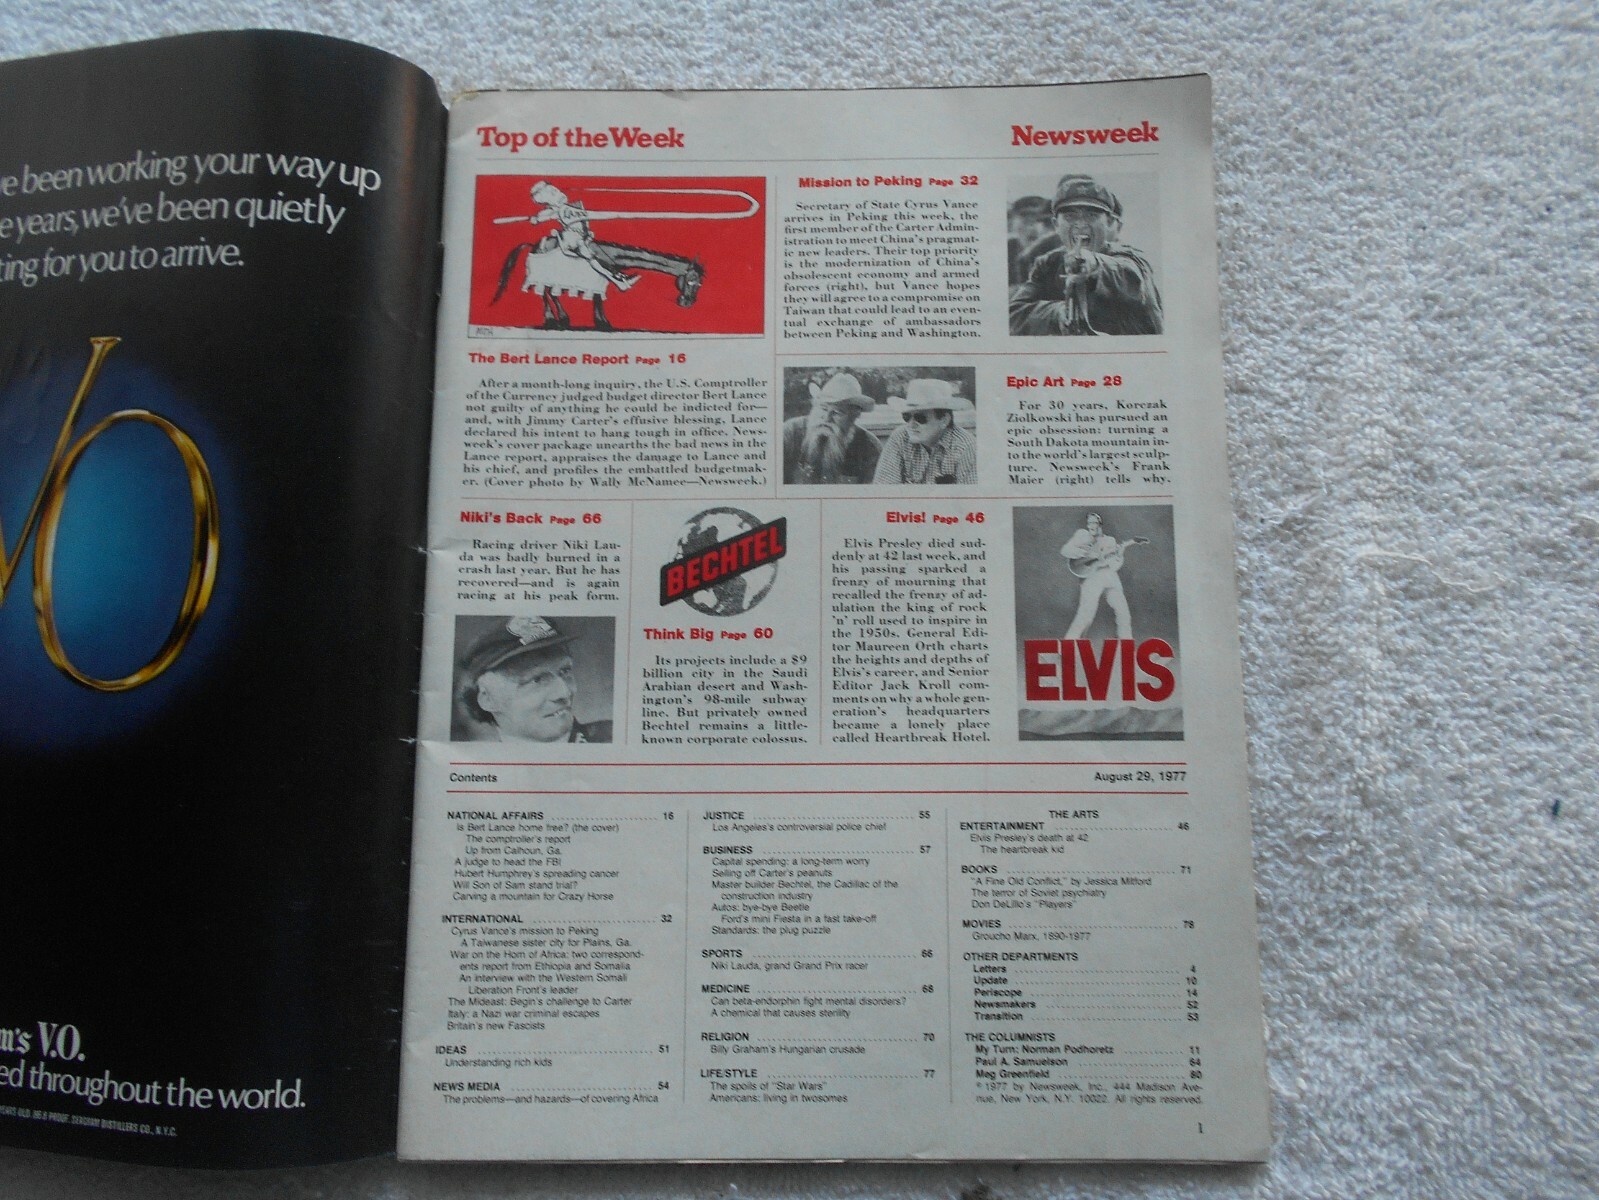 e been working your way up
e years, we've been quietly
ting for you to arrive.
VO
m's V.O.
ed throughout the world.
YEARS OLD. 86.8 PROOF. SEAGRAM DISTILLERS CO., N.Y.C.
Top of the Week
Newsweek
The Bert Lance Report Page 16
After a month-long inquiry, the U.S. Comptroller
of the Currency judged budget director Bert Lance
not guilty of anything he could be indicted for—
and, with Jimmy Carter's effusive blessing, Lance
declared his intent to hang tough in office. News-
week's cover package unearths the bad news in the
Lance report, appraises the damage to Lance and
his chief, and profiles the embattled budgetmak-
er. (Cover photo by Wally McNamee—Newsweek.)
Mission to Peking Page 32
Secretary of State Cyrus Vance
arrives in Peking this week, the
first member of the Carter Admin-
istration to meet China's pragmat-
ic new leaders. Their top priority
is the modernization of China's
obsolescent economy and armed
forces (right), but Vance hopes
they will agree to a compromise on
Taiwan that could lead to an even-
tual exchange of ambassadors
between Peking and Washington.
Epic Art Page 28
For 30 years, Korczak
Ziolkowski has pursued an
epic obsession: turning a
South Dakota mountain in-
to the world's largest sculp-
ture. Newsweek's Frank
Maier (right) tells why.
Niki's Back Page 66
Racing driver Niki Lau-
da was badly burned in a
crash last year. But he has
recovered—and is again
racing at his peak form.
BECHTEL
Think Big Page 60
Its projects include a $9
billion city in the Saudi
Arabian desert and Wash-
ington's 98-mile subway
line. But privately owned
Bechtel remains a little-
known corporate colossus.
Elvis! Page 46
Elvis Presley died sud-
denly at 42 last week, and
his passing sparked a
frenzy of mourning that
recalled the frenzy of ad-
ulation the king of rock
'n' roll used to inspire in
the 1950s. General Edi-
tor Maureen Orth charts
the heights and depths of
Elvis's career, and Senior
Editor Jack Kroll com-
ments on why a whole gen-
eration's headquarters
became a lonely place
called Heartbreak Hotel.
ELVIS
Contents
August 29, 1977
NATIONAL AFFAIRS 16
Is Bert Lance home free? (the cover)
The comptroller's report
Up from Calhoun, Ga.
A judge to head the FBI
Hubert Humphrey's spreading cancer
Will Son of Sam stand trial?
Carving a mountain for Crazy Horse
INTERNATIONAL 32
Cyrus Vance's mission to Peking
A Taiwanese sister city for Plains, Ga.
War on the Horn of Africa: two correspond-
ents report from Ethiopia and Somalia
An interview with the Western Somali
Liberation Front's leader
The Mideast: Begin's challenge to Carter
Italy: a Nazi war criminal escapes
Britain's new Fascists
IDEAS 51
Understanding rich kids
NEWS MEDIA 54
The problems—and hazards—of covering Africa
JUSTICE 55
Los Angeles's controversial police chief
BUSINESS 57
Capital spending: a long-term worry
Selling off Carter's peanuts
Master builder Bechtel, the Cadillac of the
construction industry
Autos: bye-bye Beetle
Ford's mini Fiesta in a fast take-off
Standards: the plug puzzle
SPORTS 66
Niki Lauda, grand Grand Prix racer
MEDICINE 68
Can beta-endorphin fight mental disorders?
A chemical that causes sterility
RELIGION 70
Billy Graham's Hungarian crusade
LIFE/STYLE 77
The spoils of "Star Wars"
Americans: living in twosomes
THE ARTS
ENTERTAINMENT 46
Elvis Presley's death at 42
The heartbreak kid
BOOKS 71
"A Fine Old Conflict," by Jessica Mitford
The terror of Soviet psychiatry
Don DeLillo's "Players"
MOVIES 78
Groucho Marx, 1890-1977
OTHER DEPARTMENTS
Letters 4
Update 10
Periscope 14
Newsmakers 52
Transition 53
THE COLUMNISTS
My Turn: Norman Podhoretz 11
Paul A. Samuelson 64
Meg Greenfield 80
© 1977 by Newsweek, Inc., 444 Madison Ave-
nue, New York, N.Y. 10022. All rights reserved.
1